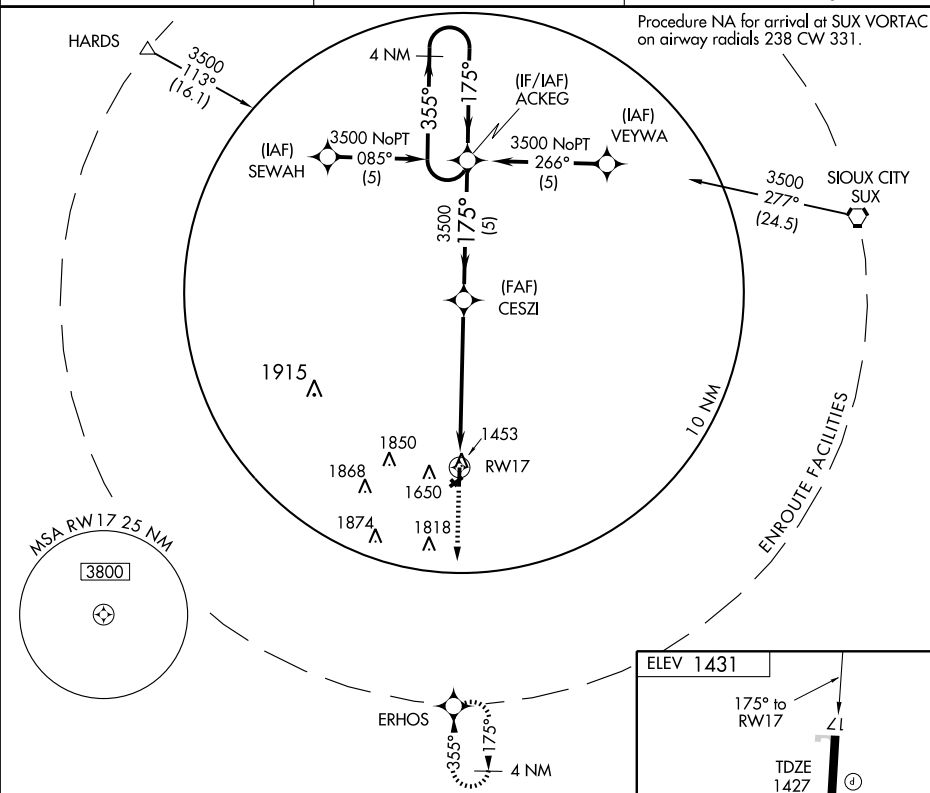 Procedure NA for arrival at SUX VORTAC
on airway radials 238 CW 331.
HARDS
3500
113°
(16.1)
4 NM
355°
175°
(IF/IAF)
ACKEG
(IAF)
SEWAH
3500 NoPT
085°
(5)
3500 NoPT
266°
(5)
(IAF)
VEYWA
3500
277°
(24.5)
SIOUX CITY
SUX
3500
175°
(5)
(FAF)
CESZI
1915
10 NM
ENROUTE FACILITIES
1850
1453
1868
RW17
1650
1874
1818
MSA RW17 25 NM
3800
ERHOS
355°
175°
4 NM
ELEV 1431
175° to
RW17
17
TDZE
1427
P